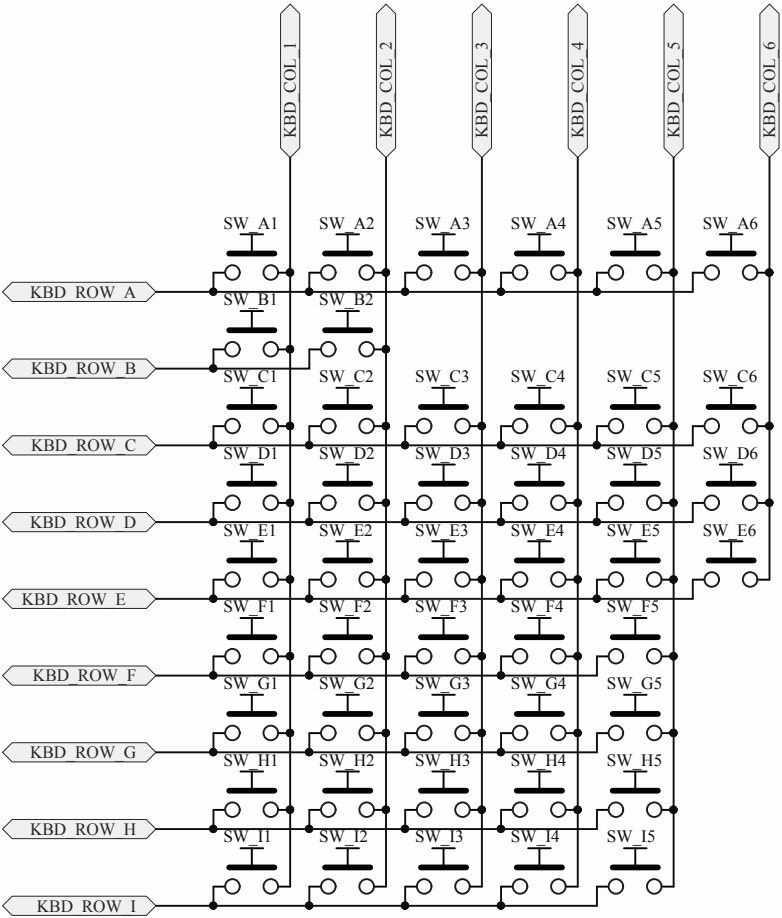 KBD_COL_1 KBD_COL_2 KBD_COL_3 KBD_COL_4 KBD_COL_5 KBD_COL_6
SW_A1 SW_A2 SW_A3 SW_A4 SW_A5 SW_A6
KBD_ROW_A
SW_B1 SW_B2
KBD_ROW_B
SW_C1 SW_C2 SW_C3 SW_C4 SW_C5 SW_C6
KBD_ROW_C
SW_D1 SW_D2 SW_D3 SW_D4 SW_D5 SW_D6
KBD_ROW_D
SW_E1 SW_E2 SW_E3 SW_E4 SW_E5 SW_E6
KBD_ROW_E
SW_F1 SW_F2 SW_F3 SW_F4 SW_F5
KBD_ROW_F
SW_G1 SW_G2 SW_G3 SW_G4 SW_G5
KBD_ROW_G
SW_H1 SW_H2 SW_H3 SW_H4 SW_H5
KBD_ROW_H
SW_I1 SW_I2 SW_I3 SW_I4 SW_I5
KBD_ROW_I